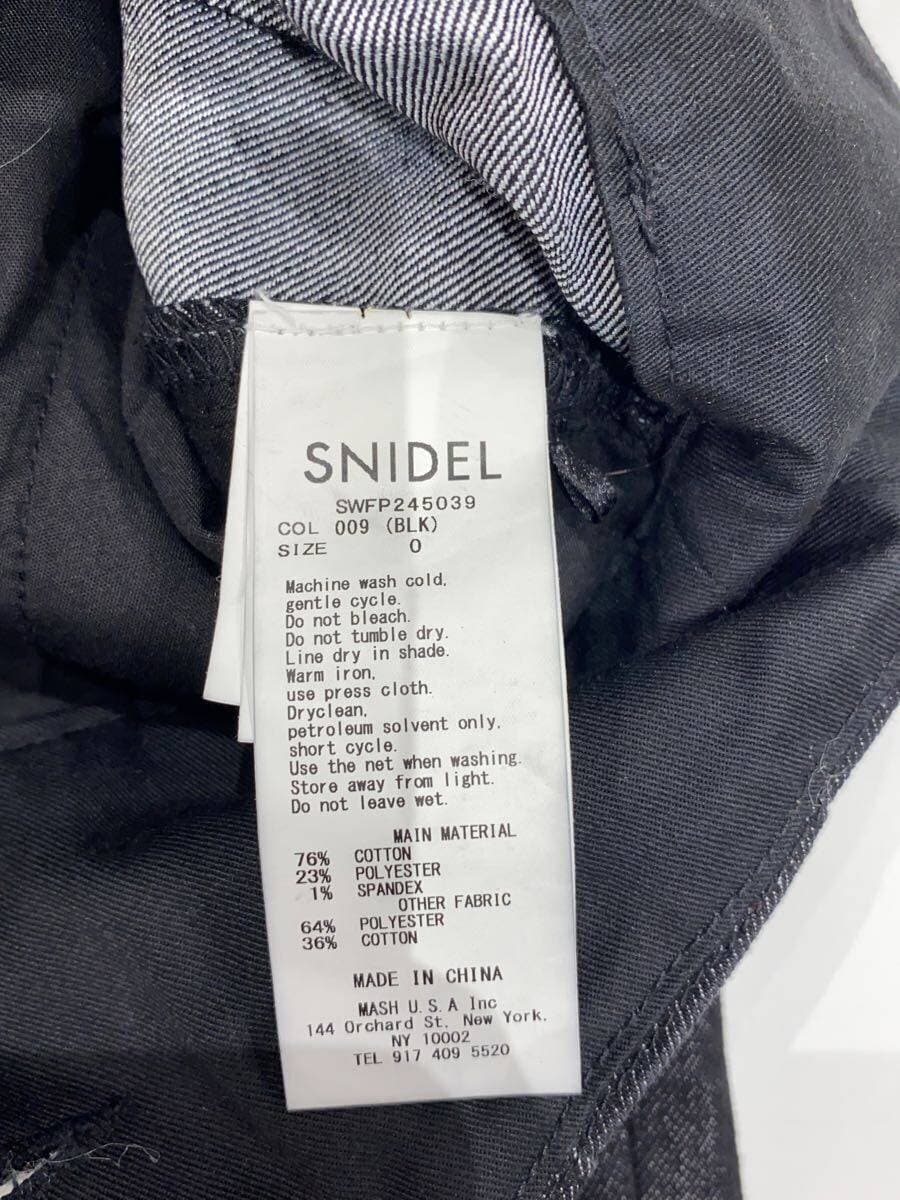 SNIDEL
SWFP245039
COL 009 (BLK)
SIZE 0
Machine wash cold,
gentle cycle.
Do not bleach.
Do not tumble dry.
Line dry in shade.
Warm iron,
use press cloth.
Dryclean,
petroleum solvent only.
short cycle.
Use the net when washing.
Store away from light.
Do not leave wet.
MAIN MATERIAL
76% COTTON
23% POLYESTER
1% SPANDEX
OTHER FABRIC
64% POLYESTER
36% COTTON
MADE IN CHINA
MASH U.S.A Inc
144 Orchard St, New York.
NY 10002
TEL 917 409 5520